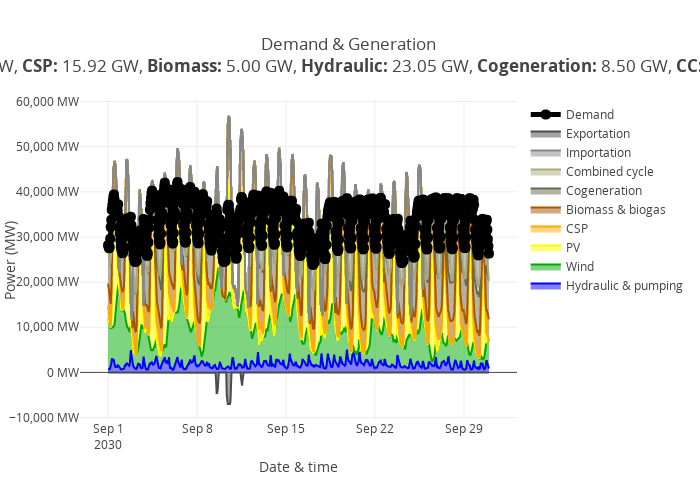 Demand & Generation
W, CSP: 15.92 GW, Biomass: 5.00 GW, Hydraulic: 23.05 GW, Cogeneration: 8.50 GW, CC:
60,000 MW
50,000 MW
40,000 MW
30,000 MW
20,000 MW
10,000 MW
0 MW
−10,000 MW
Power (MW)
Sep 1
2030
Sep 8
Sep 15
Sep 22
Sep 29
Date & time
Demand
Exportation
Importation
Combined cycle
Cogeneration
Biomass & biogas
CSP
PV
Wind
Hydraulic & pumping